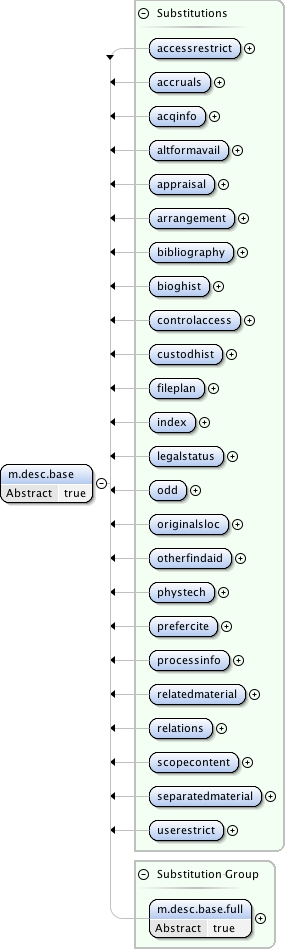 Substitutions
accessrestrict
accruals
acqinfo
altformavail
appraisal
arrangement
bibliography
bioghist
controlaccess
custodhist
fileplan
index
legalstatus
m.desc.base
Abstract true
odd
originalsloc
otherfindaid
phystech
prefercite
processinfo
relatedmaterial
relations
scopecontent
separatedmaterial
userestrict
Substitution Group
m.desc.base.full
Abstract true